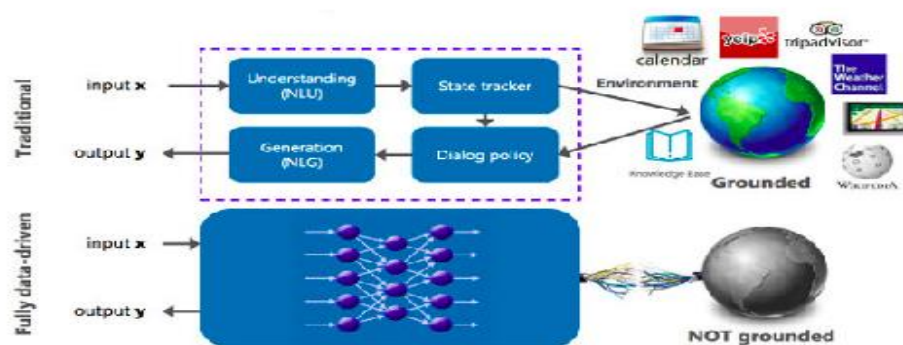 calendar
yelp
tripadvisor
The
Weather
Channel
Traditional
input x
Understanding
(NLU)
State tracker
Environment
output y
Generation
(NLG)
Dialog policy
Knowledge Base
Grounded
WIKIPEDIA
Fully data-driven
input x
output y
NOT grounded